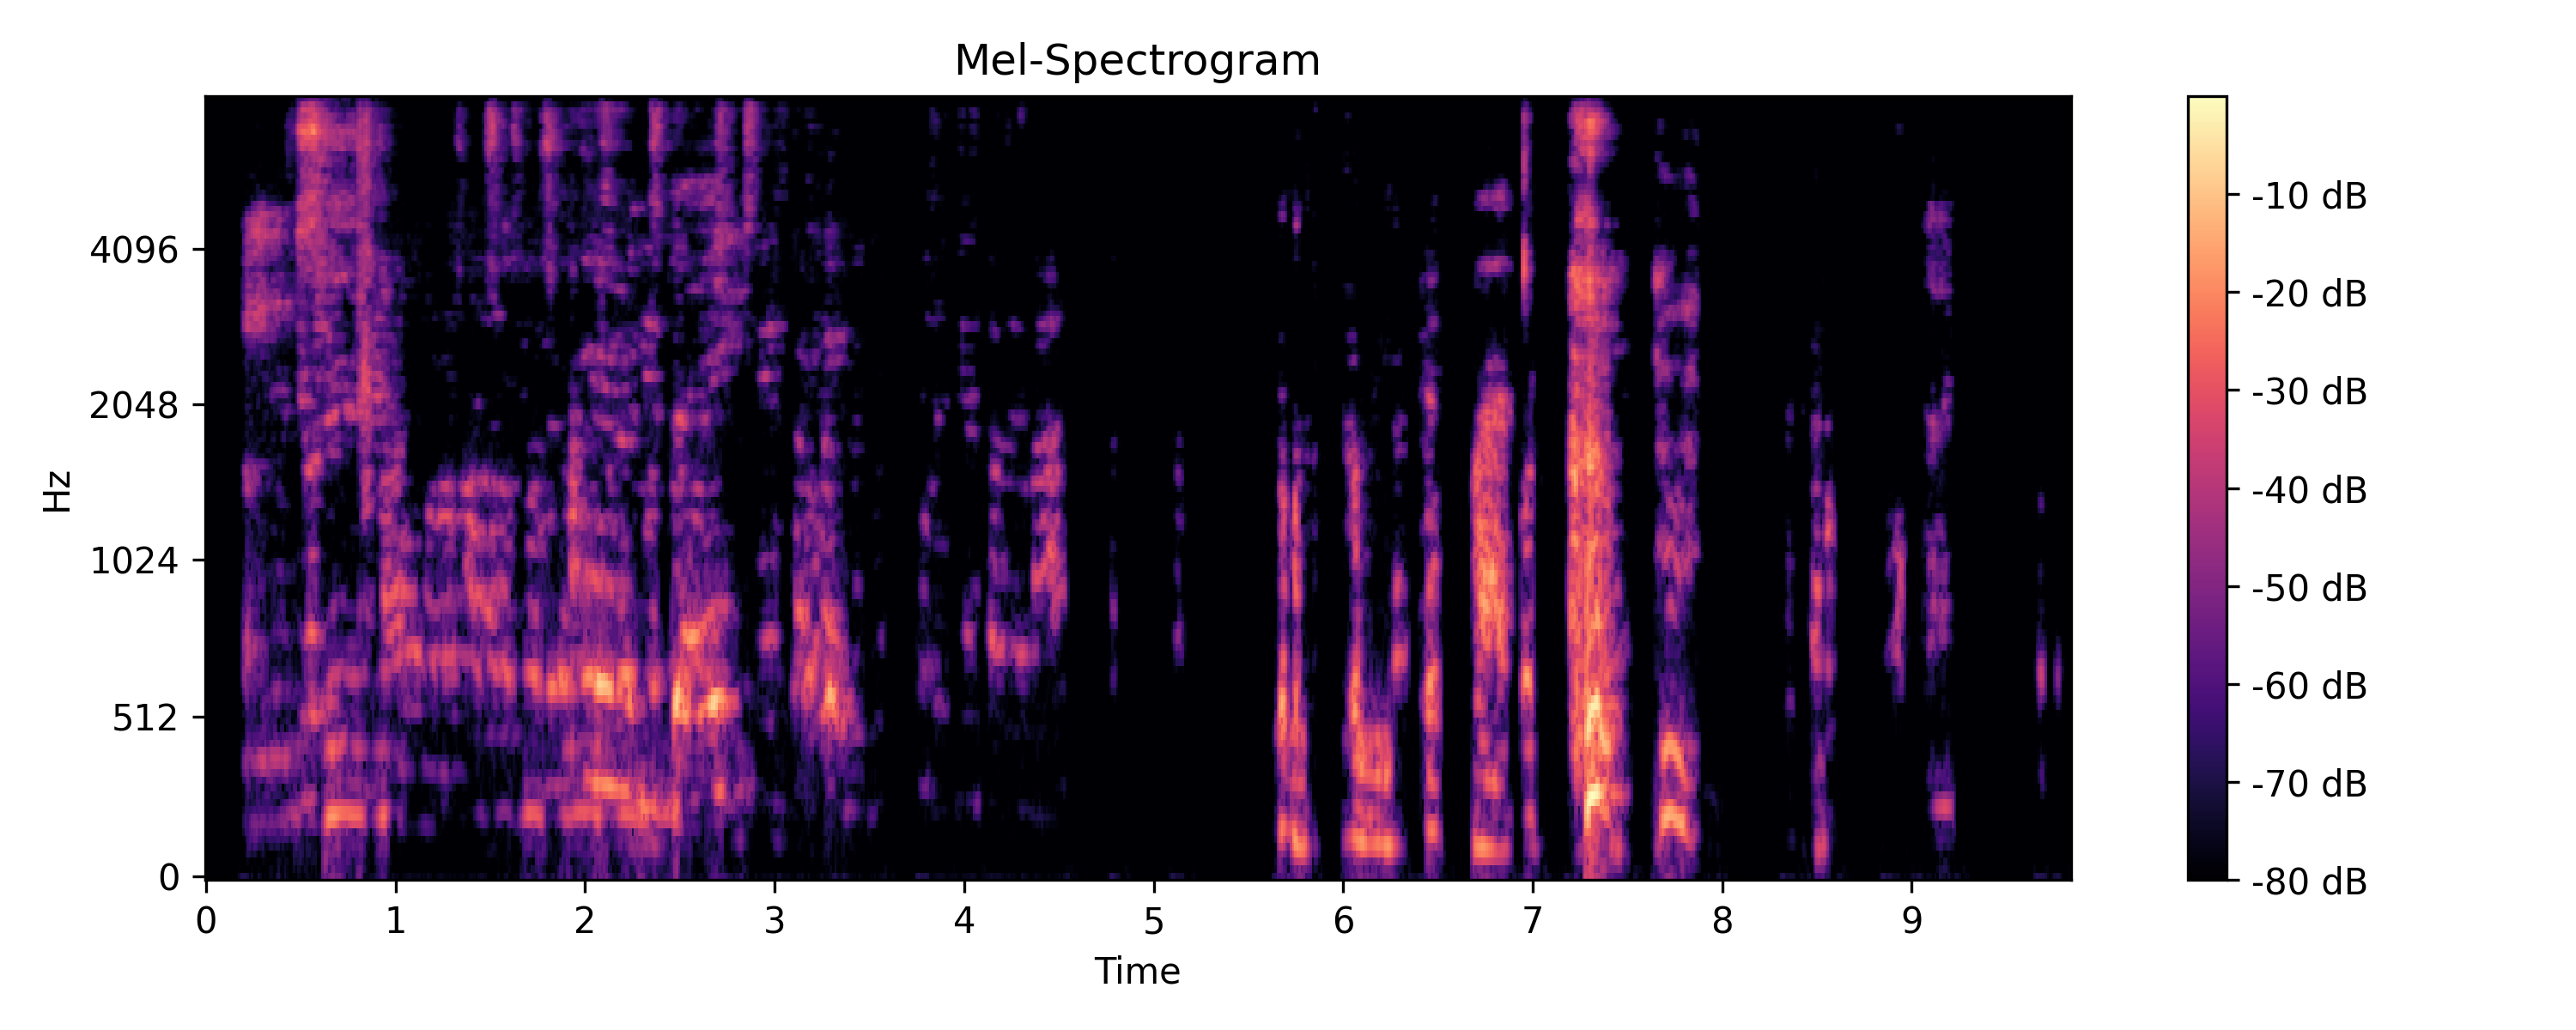 Mel-Spectrogram
Hz
4096
2048
1024
512
0
0 1 2 3 4 5 6 7 8 9
Time
-10 dB
-20 dB
-30 dB
-40 dB
-50 dB
-60 dB
-70 dB
-80 dB